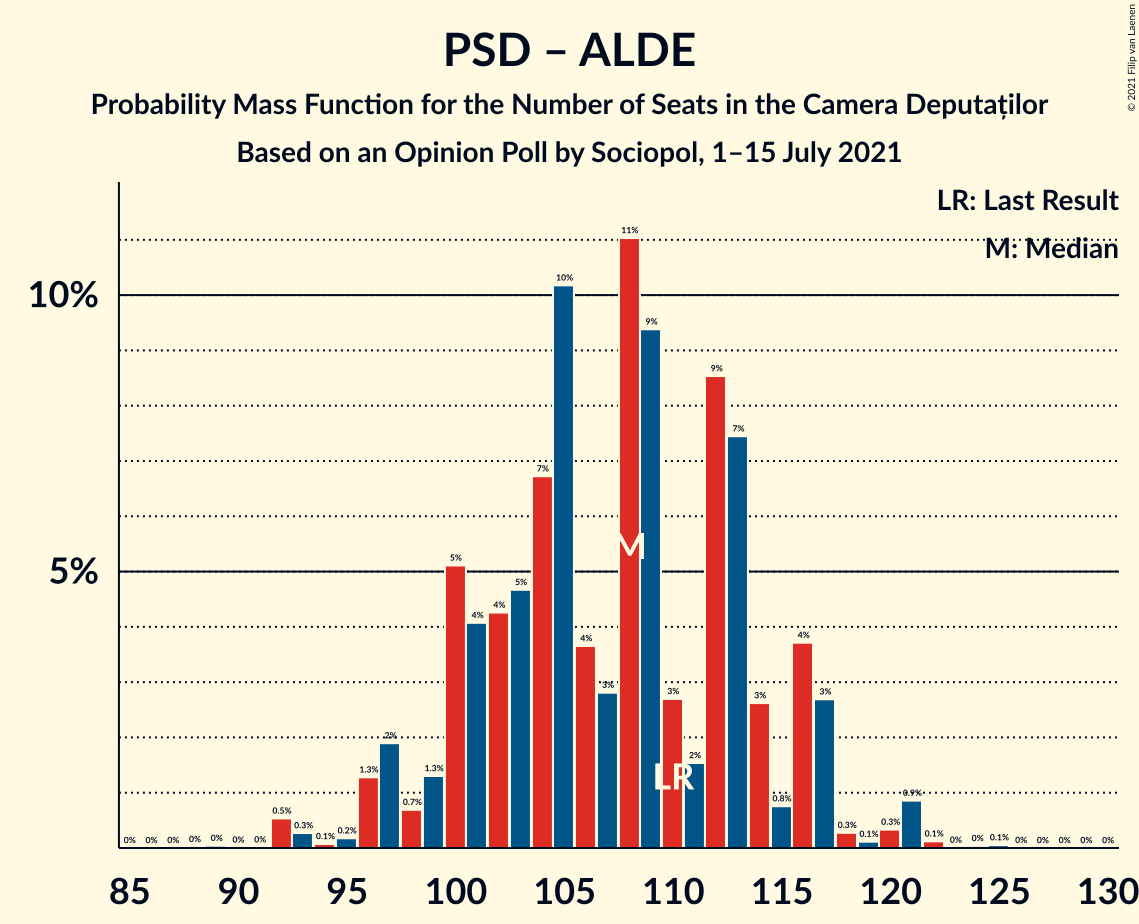 PSD – ALDE
Probability Mass Function for the Number of Seats in the Camera Deputaților
Based on an Opinion Poll by Sociopol, 1–15 July 2021
© 2021 Filip van Laenen
LR: Last Result
M: Median
10%
5%
0% 0% 0% 0% 0% 0% 0% 0.5% 0.3% 0.1% 0.2% 1.3% 2% 0.7% 1.3% 5% 4% 4% 5% 7% 10% 4% 3% 11% 9% 3% 2% 9% 7% 3% 0.8% 4% 3% 0.3% 0.1% 0.3% 0.9% 0.1% 0% 0% 0.1% 0% 0% 0% 0% 0%
M
LR
85 90 95 100 105 110 115 120 125 130